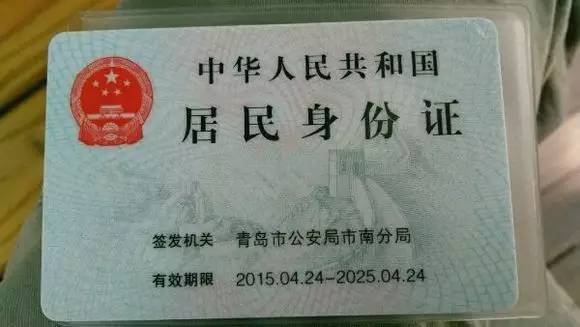 中华人民共和国
居民身份证
签发机关 青岛市公安局市南分局
有效期限 2015.04.24-2025.04.24